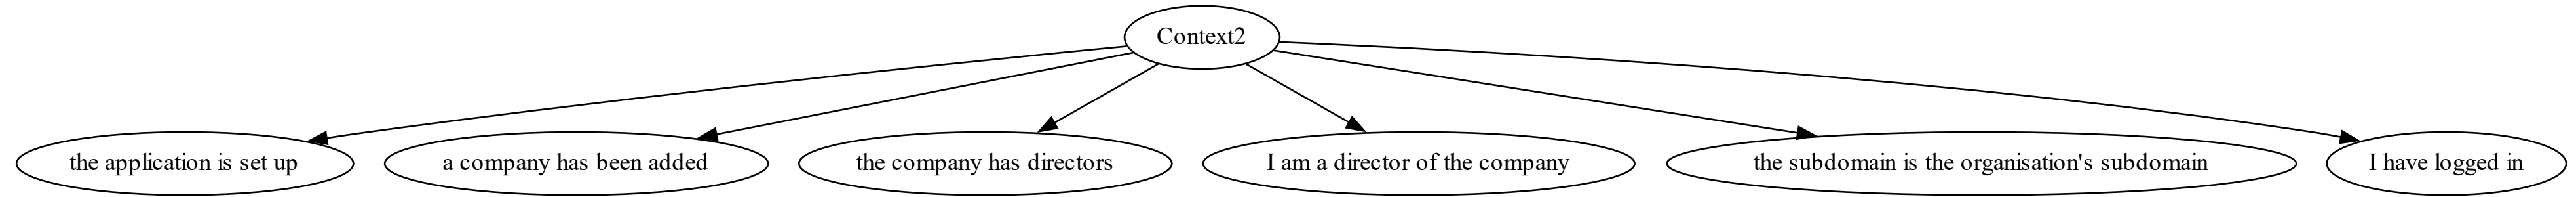 Context2
the application is set up
a company has been added
the company has directors
I am a director of the company
the subdomain is the organisation's subdomain
I have logged in